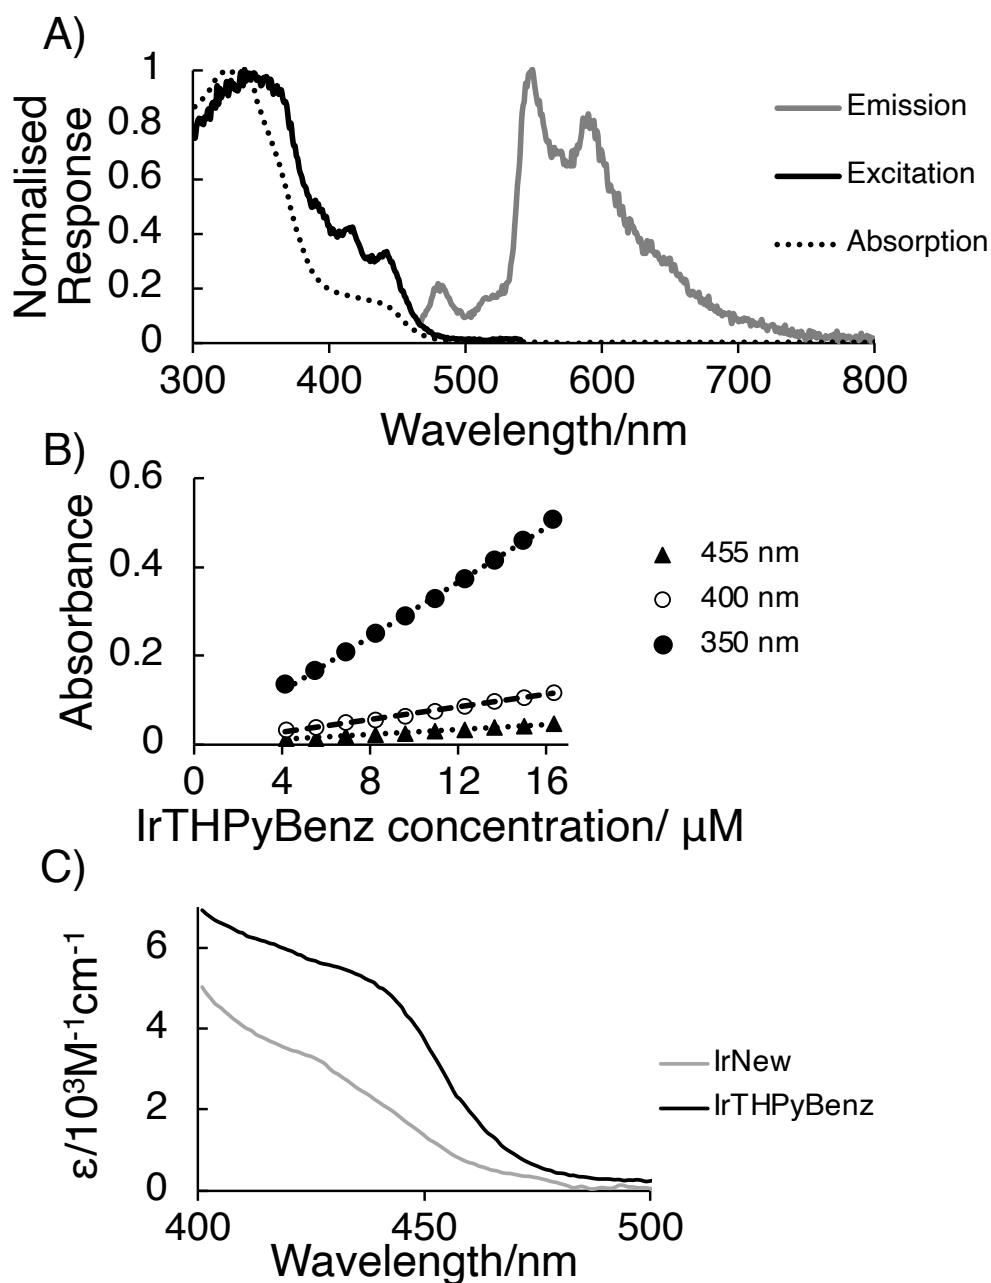 A)
Normalised
Response
1
0.8
0.6
0.4
0.2
0
300 400 500 600 700 800
Wavelength/nm
Emission
Excitation
Absorption
B)
Absorbance
0.6
0.4
0.2
0
0 4 8 12 16
IrTHPyBenz concentration/ μM
455 nm
400 nm
350 nm
C)
ε/10³M⁻¹cm⁻¹
6
4
2
0
400 450 500
Wavelength/nm
IrNew
IrTHPyBenz